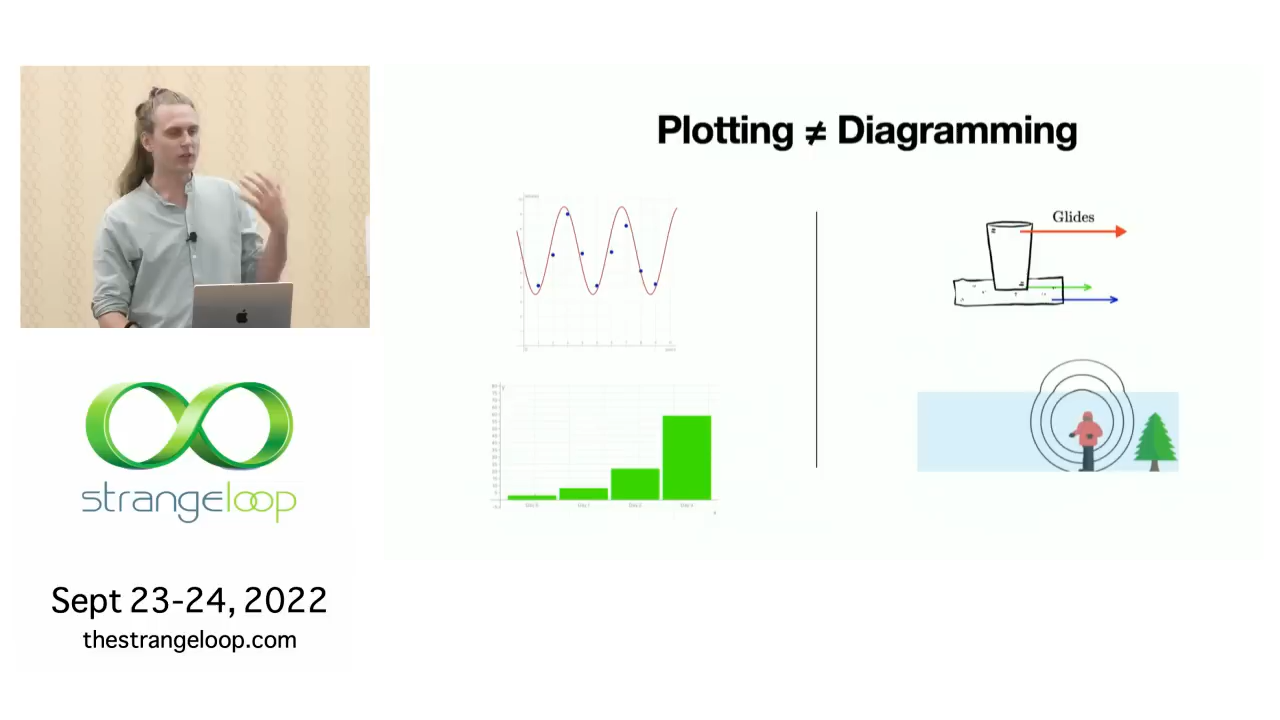 Plotting ≠ Diagramming
Glides
strangeloop
Sept 23-24, 2022
thestrangeloop.com